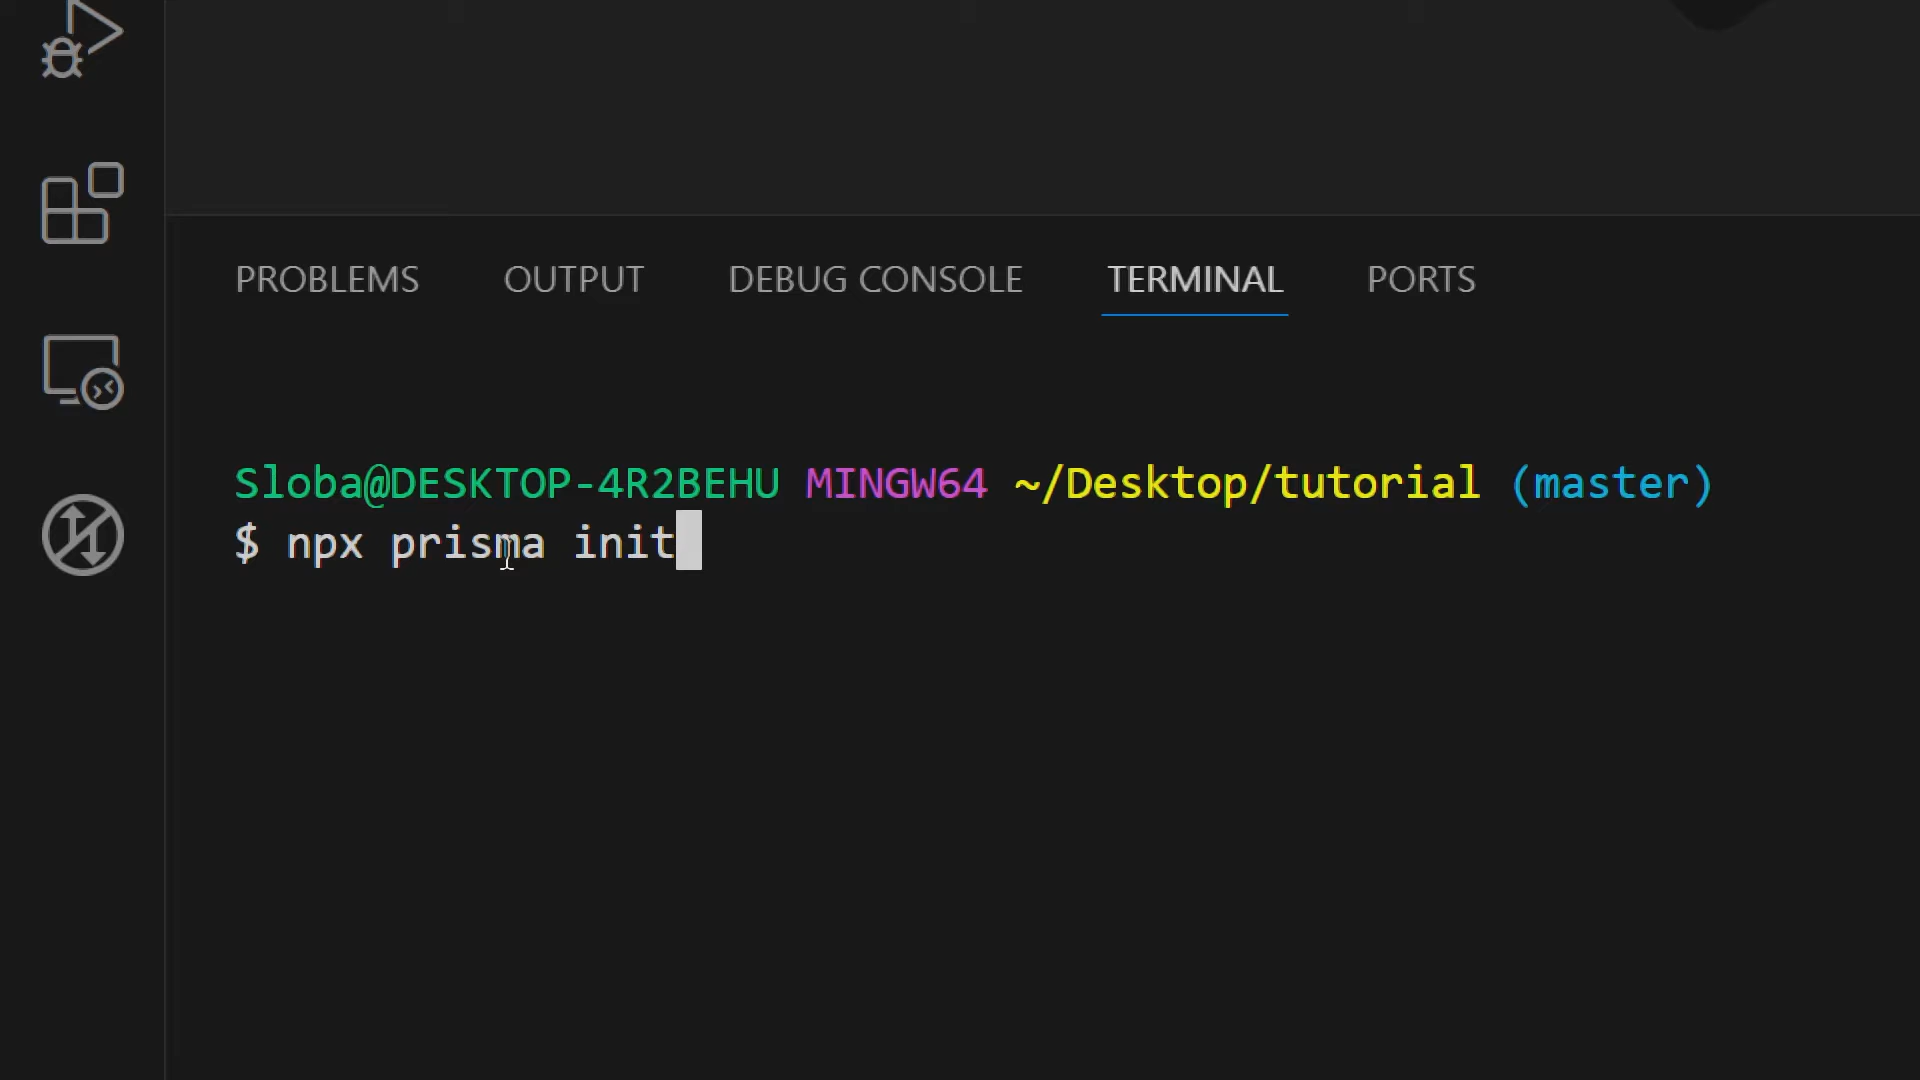 PROBLEMS OUTPUT DEBUG CONSOLE TERMINAL PORTS
Sloba@DESKTOP-4R2BEHU MINGW64 ~/Desktop/tutorial (master)
$ npx prisma init